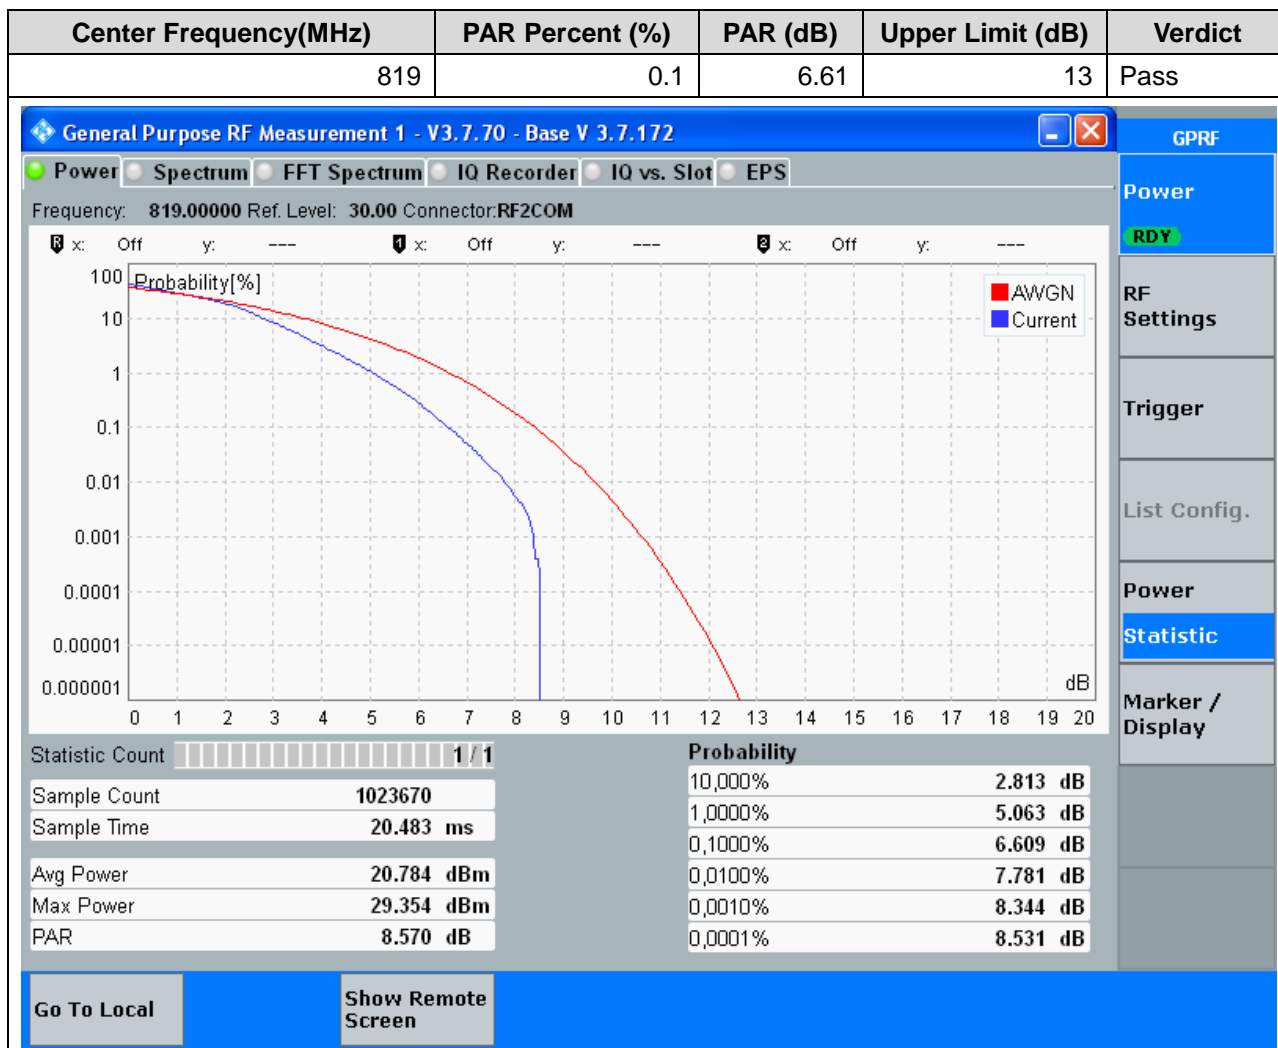 Center Frequency(MHz) PAR Percent (%) PAR (dB) Upper Limit (dB) Verdict
819 0.1 6.61 13 Pass
General Purpose RF Measurement 1 - V3.7.70 - Base V 3.7.172
GPRF
Power Spectrum FFT Spectrum IQ Recorder IQ vs. Slot EPS
Frequency: 819.00000 Ref. Level: 30.00 Connector:RF2COM
R x: Off y: --- 1 x: Off y: --- 2 x: Off y: ---
Probability[%]
100
10
1
0.1
0.01
0.001
0.0001
0.00001
0.000001
AWGN
Current
dB
0 1 2 3 4 5 6 7 8 9 10 11 12 13 14 15 16 17 18 19 20
Statistic Count 1 / 1
Sample Count 1023670
Sample Time 20.483 ms
Avg Power 20.784 dBm
Max Power 29.354 dBm
PAR 8.570 dB
Probability
10,000% 2.813 dB
1,0000% 5.063 dB
0,1000% 6.609 dB
0,0100% 7.781 dB
0,0010% 8.344 dB
0,0001% 8.531 dB
Power
RDY
RF
Settings
Trigger
List Config.
Power
Statistic
Marker /
Display
Go To Local
Show Remote
Screen